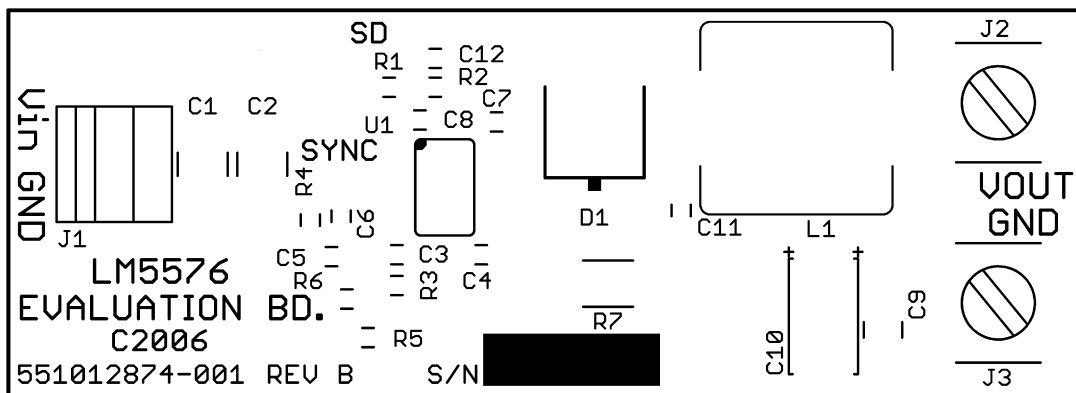 SD
J2
R1
C12
R2
C7
Vin GND
C1
C2
U1
C8
SYNC
R4
C6
VOUT
GND
J1
D1
C11
L1
C5
C3
LM5576
R6
R3
C4
EVALUATION BD.
C9
R7
C2006
R5
C10
551012874-001 REV B
S/N
J3